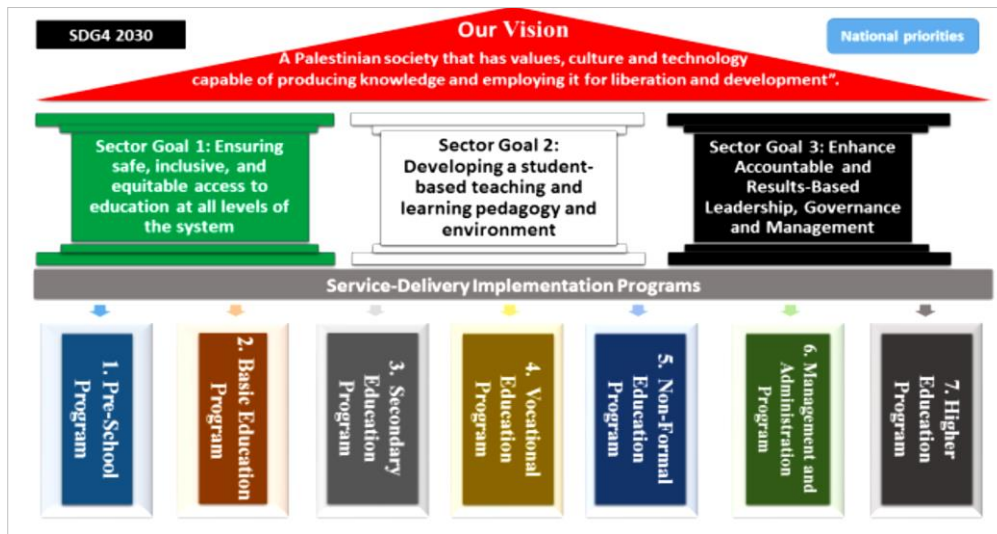 SDG4 2030
Our Vision
National priorities
A Palestinian society that has values, culture and technology
capable of producing knowledge and employing it for liberation and development”.
Sector Goal 1: Ensuring
safe, inclusive, and
equitable access to
education at all levels of
the system
Sector Goal 2:
Developing a student-
based teaching and
learning pedagogy and
environment
Sector Goal 3: Enhance
Accountable and
Results-Based
Leadership, Governance
and Management
Service-Delivery Implementation Programs
1. Pre-School
Program
2. Basic Education
Program
3. Secondary
Education
Program
4. Vocational
Education
Program
5. Non-Formal
Education
Program
6. Management and
Administration
Program
7. Higher
Education
Program